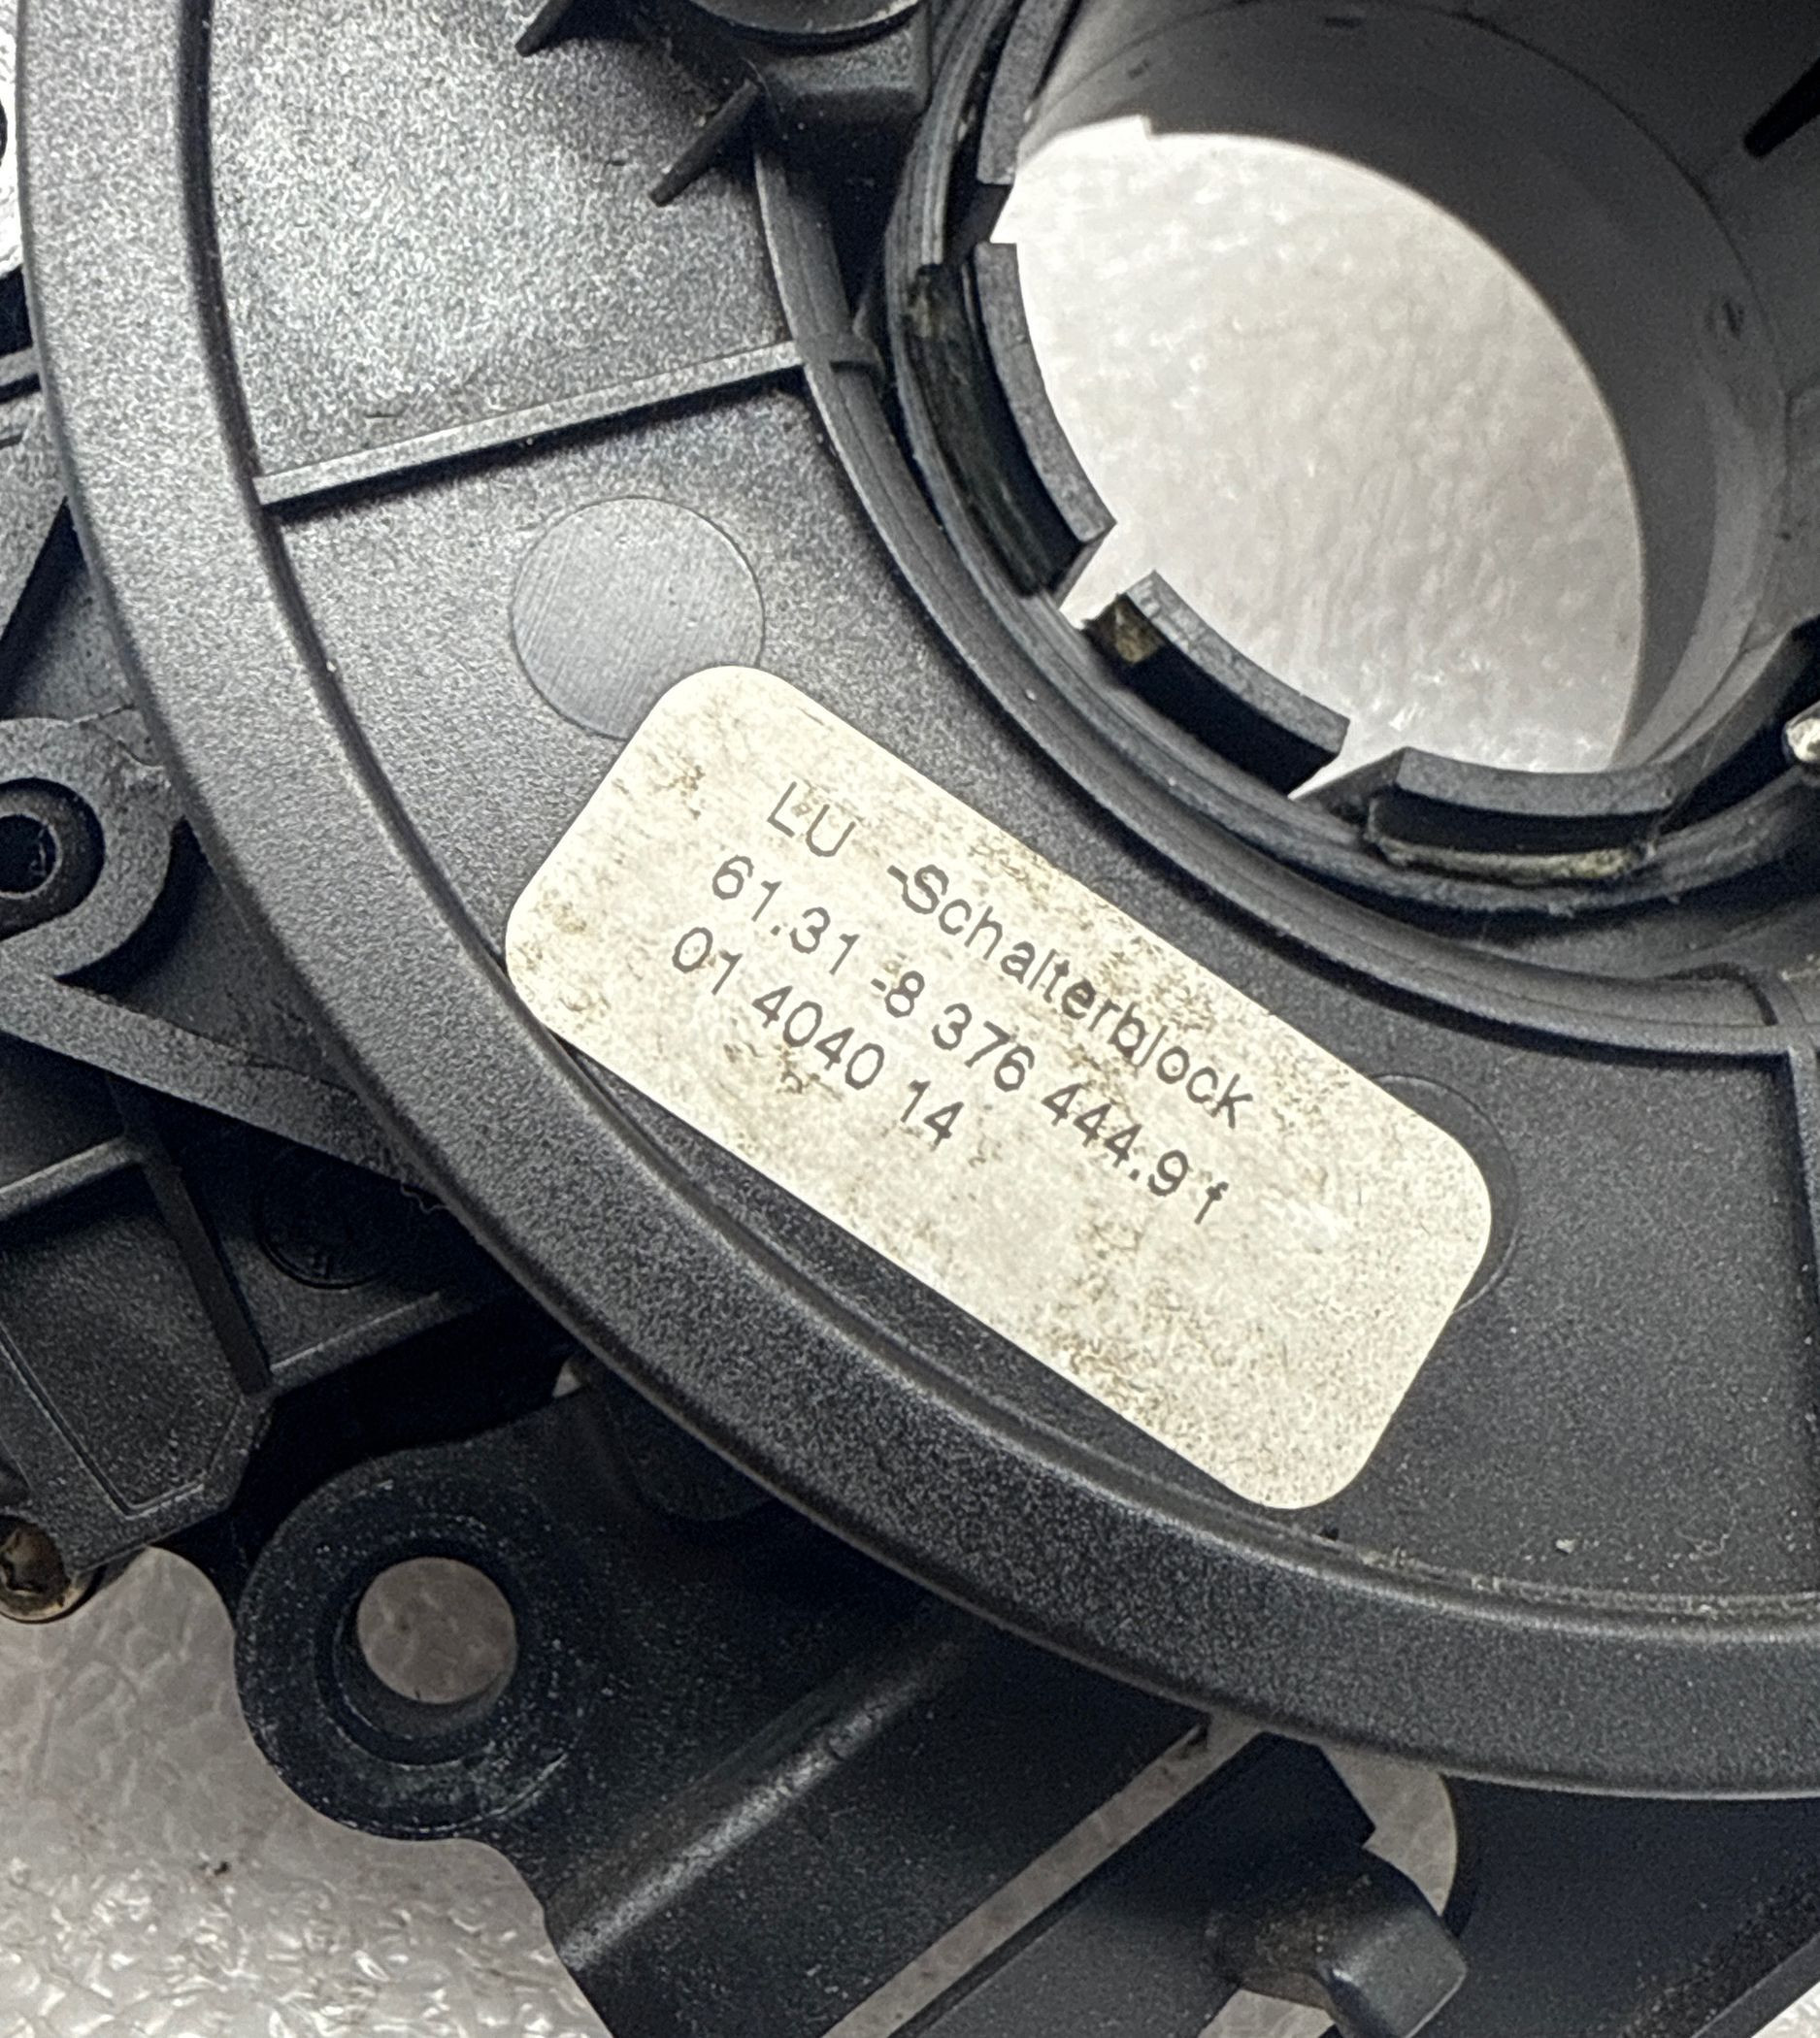 LU -Schalterblock
61.31 -8 376 444.9 f
01 4040 14